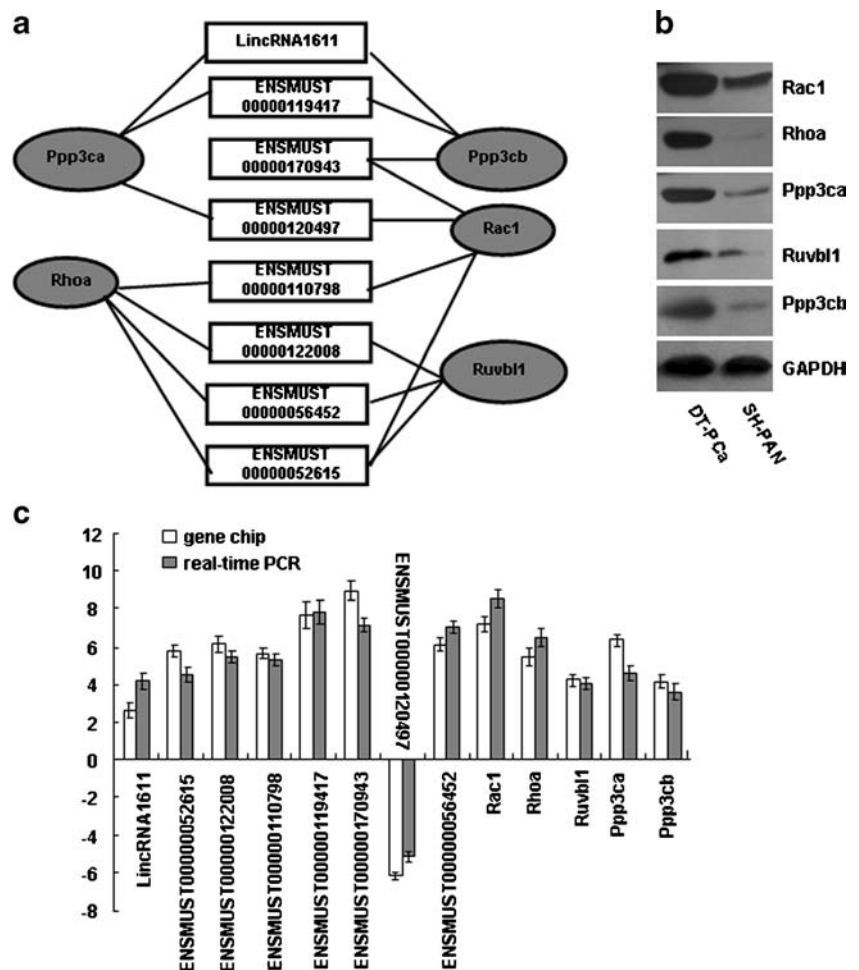 a
LincRNA1611
ENSMUST
00000119417
Ppp3ca
ENSMUST
00000170943
Ppp3cb
ENSMUST
00000120497
Rac1
Rhoa
ENSMUST
00000110798
ENSMUST
00000122008
Ruvbl1
ENSMUST
00000056452
ENSMUST
00000052615
b
Rac1
Rhoa
Ppp3ca
Ruvbl1
Ppp3cb
GAPDH
DT-PCa
SH-PAN
c
gene chip
real-time PCR
12
10
8
6
4
2
0
-2
-4
-6
-8
LincRNA1611
ENSMUST00000052615
ENSMUST00000122008
ENSMUST00000110798
ENSMUST00000119417
ENSMUST00000170943
ENSMUST00000120497
ENSMUST00000056452
Rac1
Rhoa
Ruvbl1
Ppp3ca
Ppp3cb